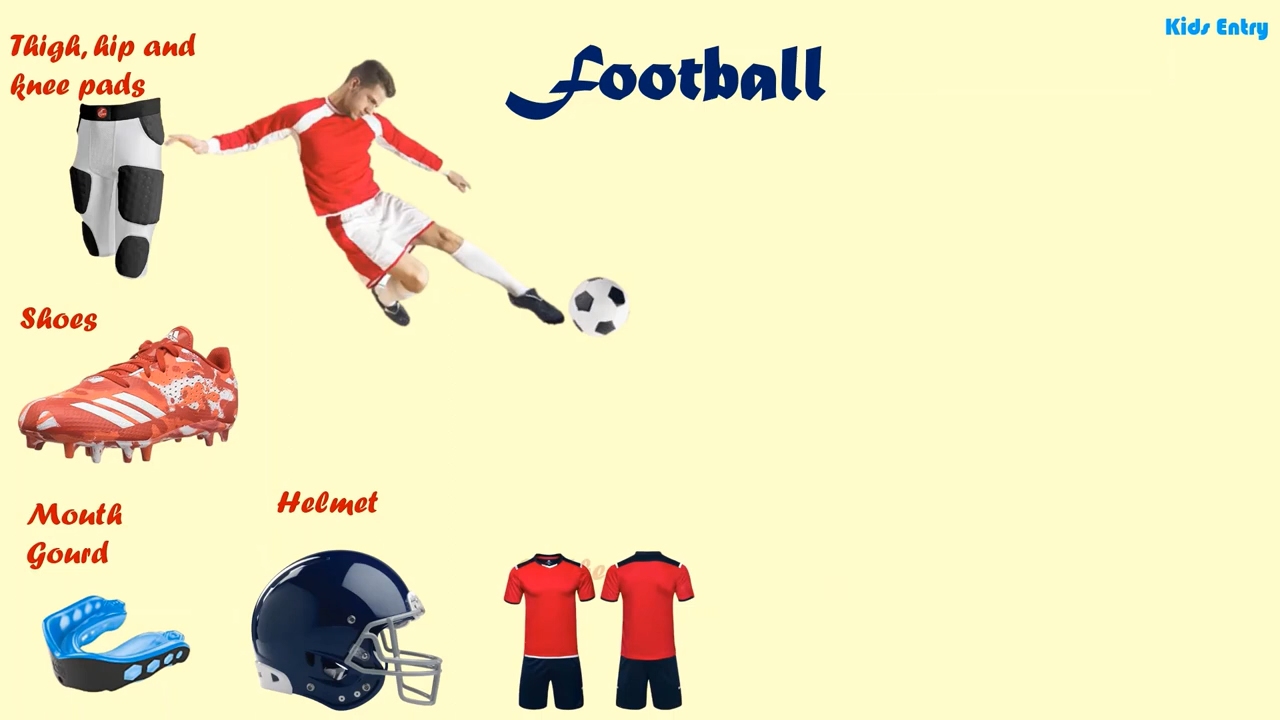 Thigh, hip and
knee pads
Football
Kids Entry
Shoes
Mouth
Gourd
Helmet